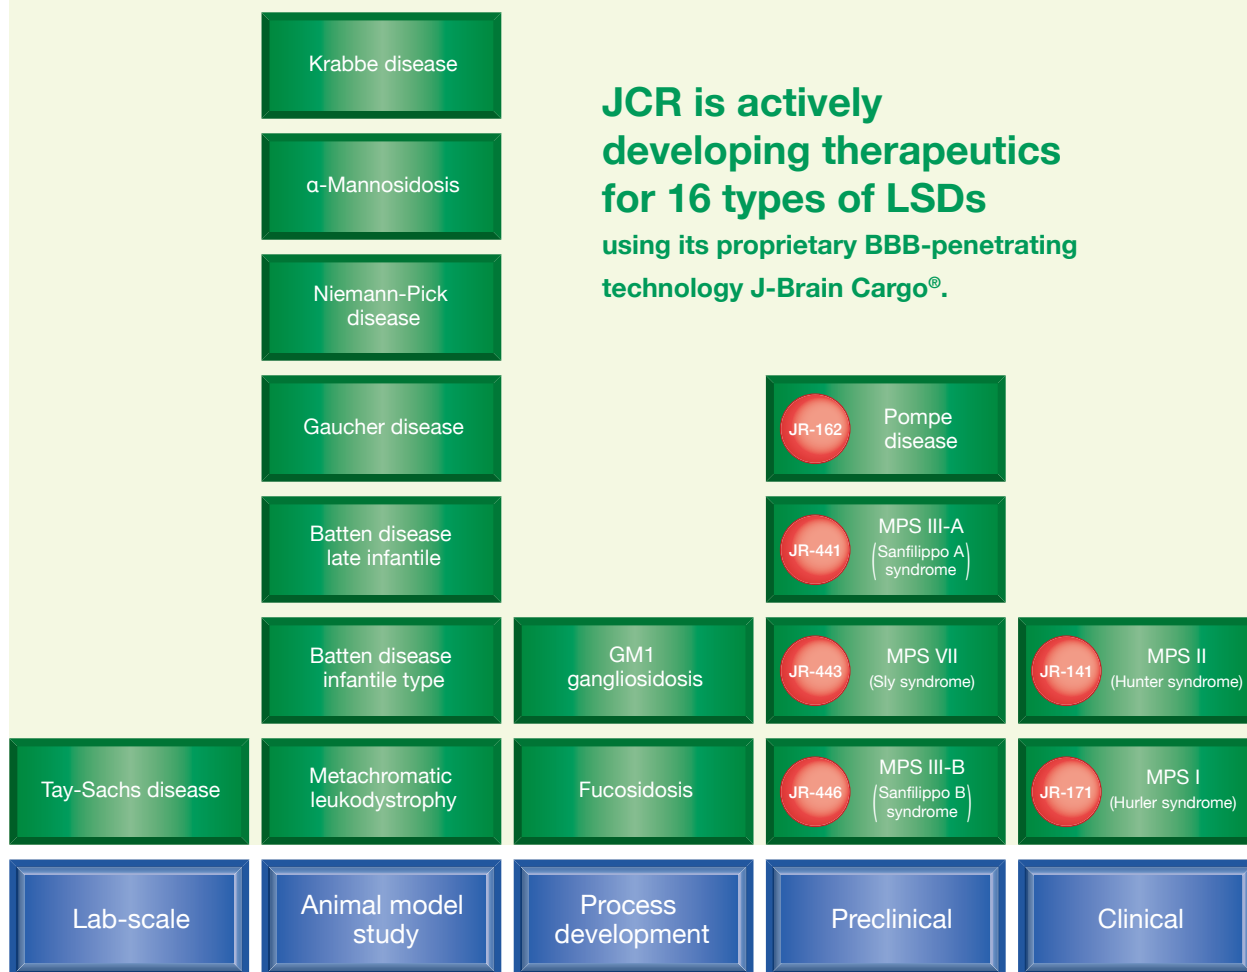 Krabbe disease
JCR is actively
developing therapeutics
for 16 types of LSDs
using its proprietary BBB-penetrating
technology J-Brain Cargo®.
α-Mannosidosis
Niemann-Pick
disease
Gaucher disease
JR-162
Pompe
disease
Batten disease
late infantile
JR-441
MPS III-A
(Sanfilippo A
syndrome)
Batten disease
infantile type
GM1
gangliosidosis
JR-443
MPS VII
(Sly syndrome)
JR-141
MPS II
(Hunter syndrome)
Tay-Sachs disease
Metachromatic
leukodystrophy
Fucosidosis
JR-446
MPS III-B
(Sanfilippo B
syndrome)
JR-171
MPS I
(Hurler syndrome)
Lab-scale
Animal model
study
Process
development
Preclinical
Clinical